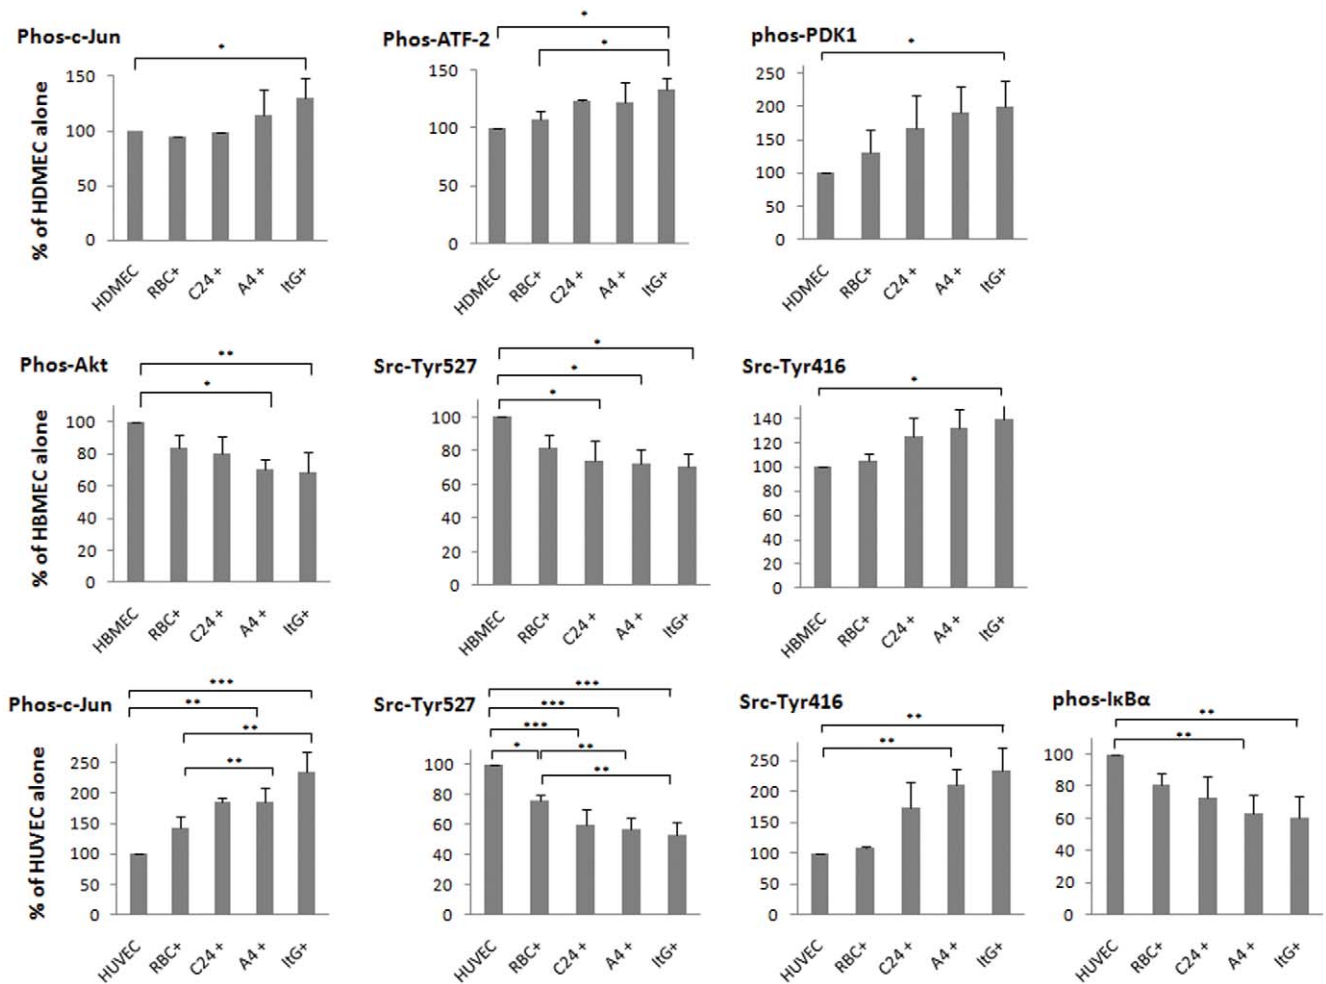 Phos-c-Jun
*
% of HDMEC alone
150
100
50
0
HDMEC
RBC+
C24 +
A4 +
ItG+
Phos-ATF-2
*
*
150
100
50
0
HDMEC
RBC+
C24 +
A4 +
ItG+
phos-PDK1
*
250
200
150
100
50
0
HDMEC
RBC+
C24 +
A4 +
ItG+
Phos-Akt
**
*
% of HBMEC alone
100
80
60
40
20
0
HBMEC
RBC+
C24 +
A4 +
ItG+
Src-Tyr527
*
*
*
100
80
60
40
20
0
HBMEC
RBC+
C24 +
A4 +
ItG+
Src-Tyr416
*
140
120
100
80
60
40
20
0
HBMEC
RBC+
C24 +
A4 +
ItG+
Phos-c-Jun
***
**
**
**
% of HUVEC alone
250
200
150
100
50
0
HUVEC
RBC+
C24 +
A4 +
ItG+
Src-Tyr527
***
***
***
* **
**
100
80
60
40
20
0
HUVEC
RBC+
C24 +
A4 +
ItG+
Src-Tyr416
**
**
250
200
150
100
50
0
HUVEC
RBC+
C24 +
A4 +
ItG+
phos-IκBα
**
**
100
80
60
40
20
0
HUVEC
RBC+
C24 +
A4 +
ItG+